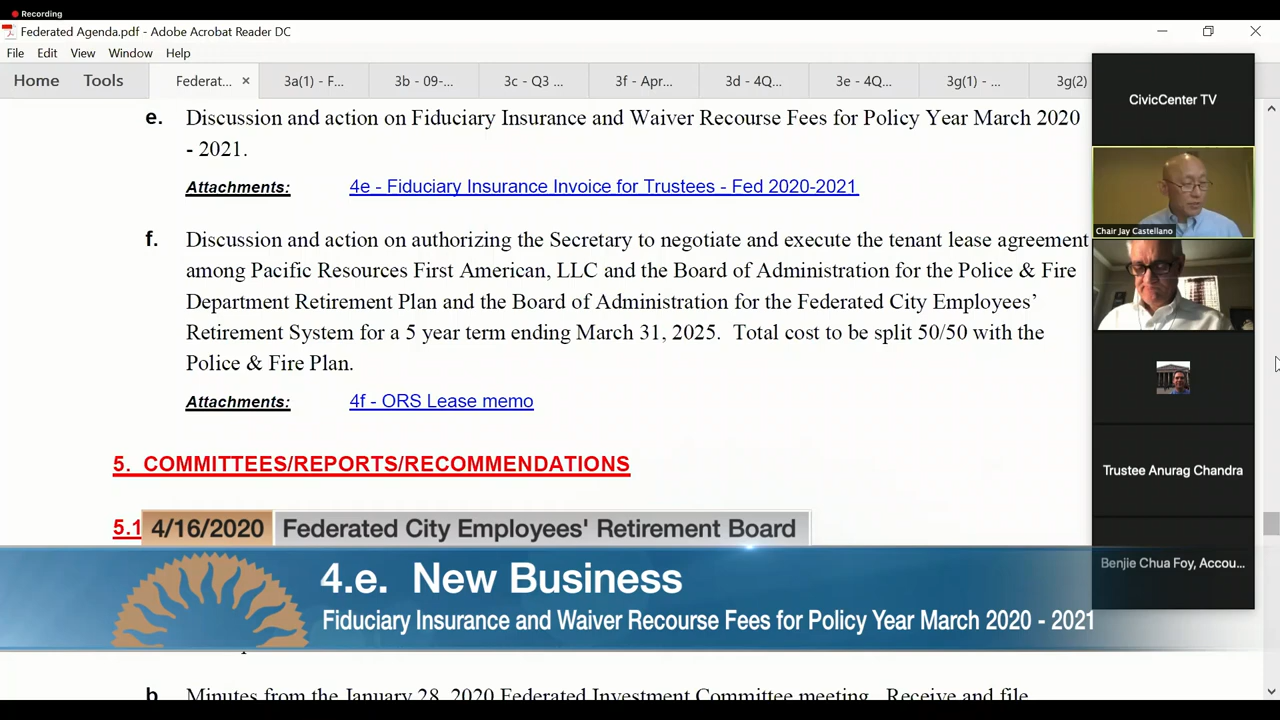 Recording
Federated Agenda.pdf - Adobe Acrobat Reader DC
File Edit View Window Help
Home Tools Federat... × 3a(1) - F... 3b - 09-... 3c - Q3 ... 3f - Apr... 3d - 4Q... 3e - 4Q... 3g(1) - ... 3g(2)
e. Discussion and action on Fiduciary Insurance and Waiver Recourse Fees for Policy Year March 2020
- 2021.
Attachments: 4e - Fiduciary Insurance Invoice for Trustees - Fed 2020-2021
f. Discussion and action on authorizing the Secretary to negotiate and execute the tenant lease agreement
among Pacific Resources First American, LLC and the Board of Administration for the Police & Fire
Department Retirement Plan and the Board of Administration for the Federated City Employees’
Retirement System for a 5 year term ending March 31, 2025. Total cost to be split 50/50 with the
Police & Fire Plan.
Attachments: 4f - ORS Lease memo
5. COMMITTEES/REPORTS/RECOMMENDATIONS
5.1
4/16/2020 Federated City Employees' Retirement Board
4.e. New Business
Fiduciary Insurance and Waiver Recourse Fees for Policy Year March 2020 - 2021
b. Minutes from the January 28, 2020 Federated Investment Committee meeting. Receive and file.
CivicCenter TV
Chair Jay Castellano
Trustee Anurag Chandra
Benjie Chua Foy, Accou...